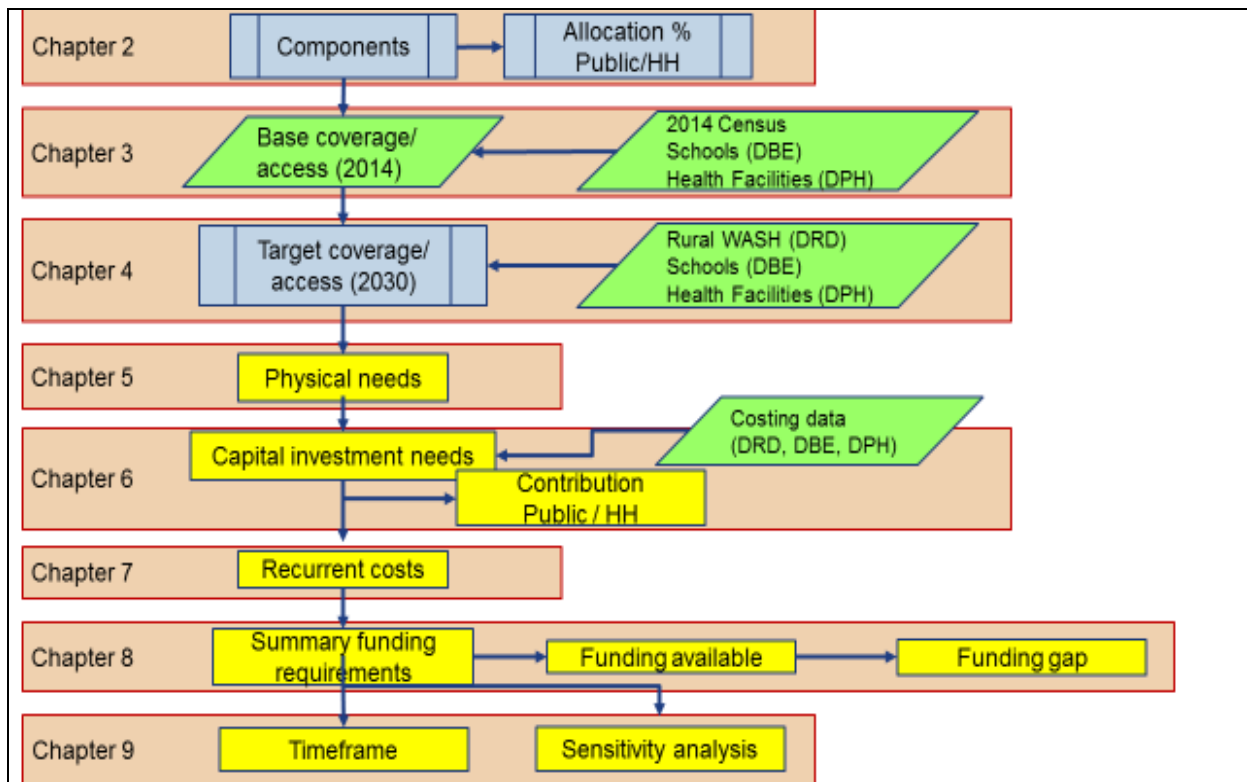 Chapter 2
Components
Allocation %
Public/HH
Chapter 3
Base coverage/
access (2014)
2014 Census
Schools (DBE)
Health Facilities (DPH)
Chapter 4
Target coverage/
access (2030)
Rural WASH (DRD)
Schools (DBE)
Health Facilities (DPH)
Chapter 5
Physical needs
Costing data
(DRD, DBE, DPH)
Chapter 6
Capital investment needs
Contribution
Public / HH
Chapter 7
Recurrent costs
Chapter 8
Summary funding
requirements
Funding available
Funding gap
Chapter 9
Timeframe
Sensitivity analysis